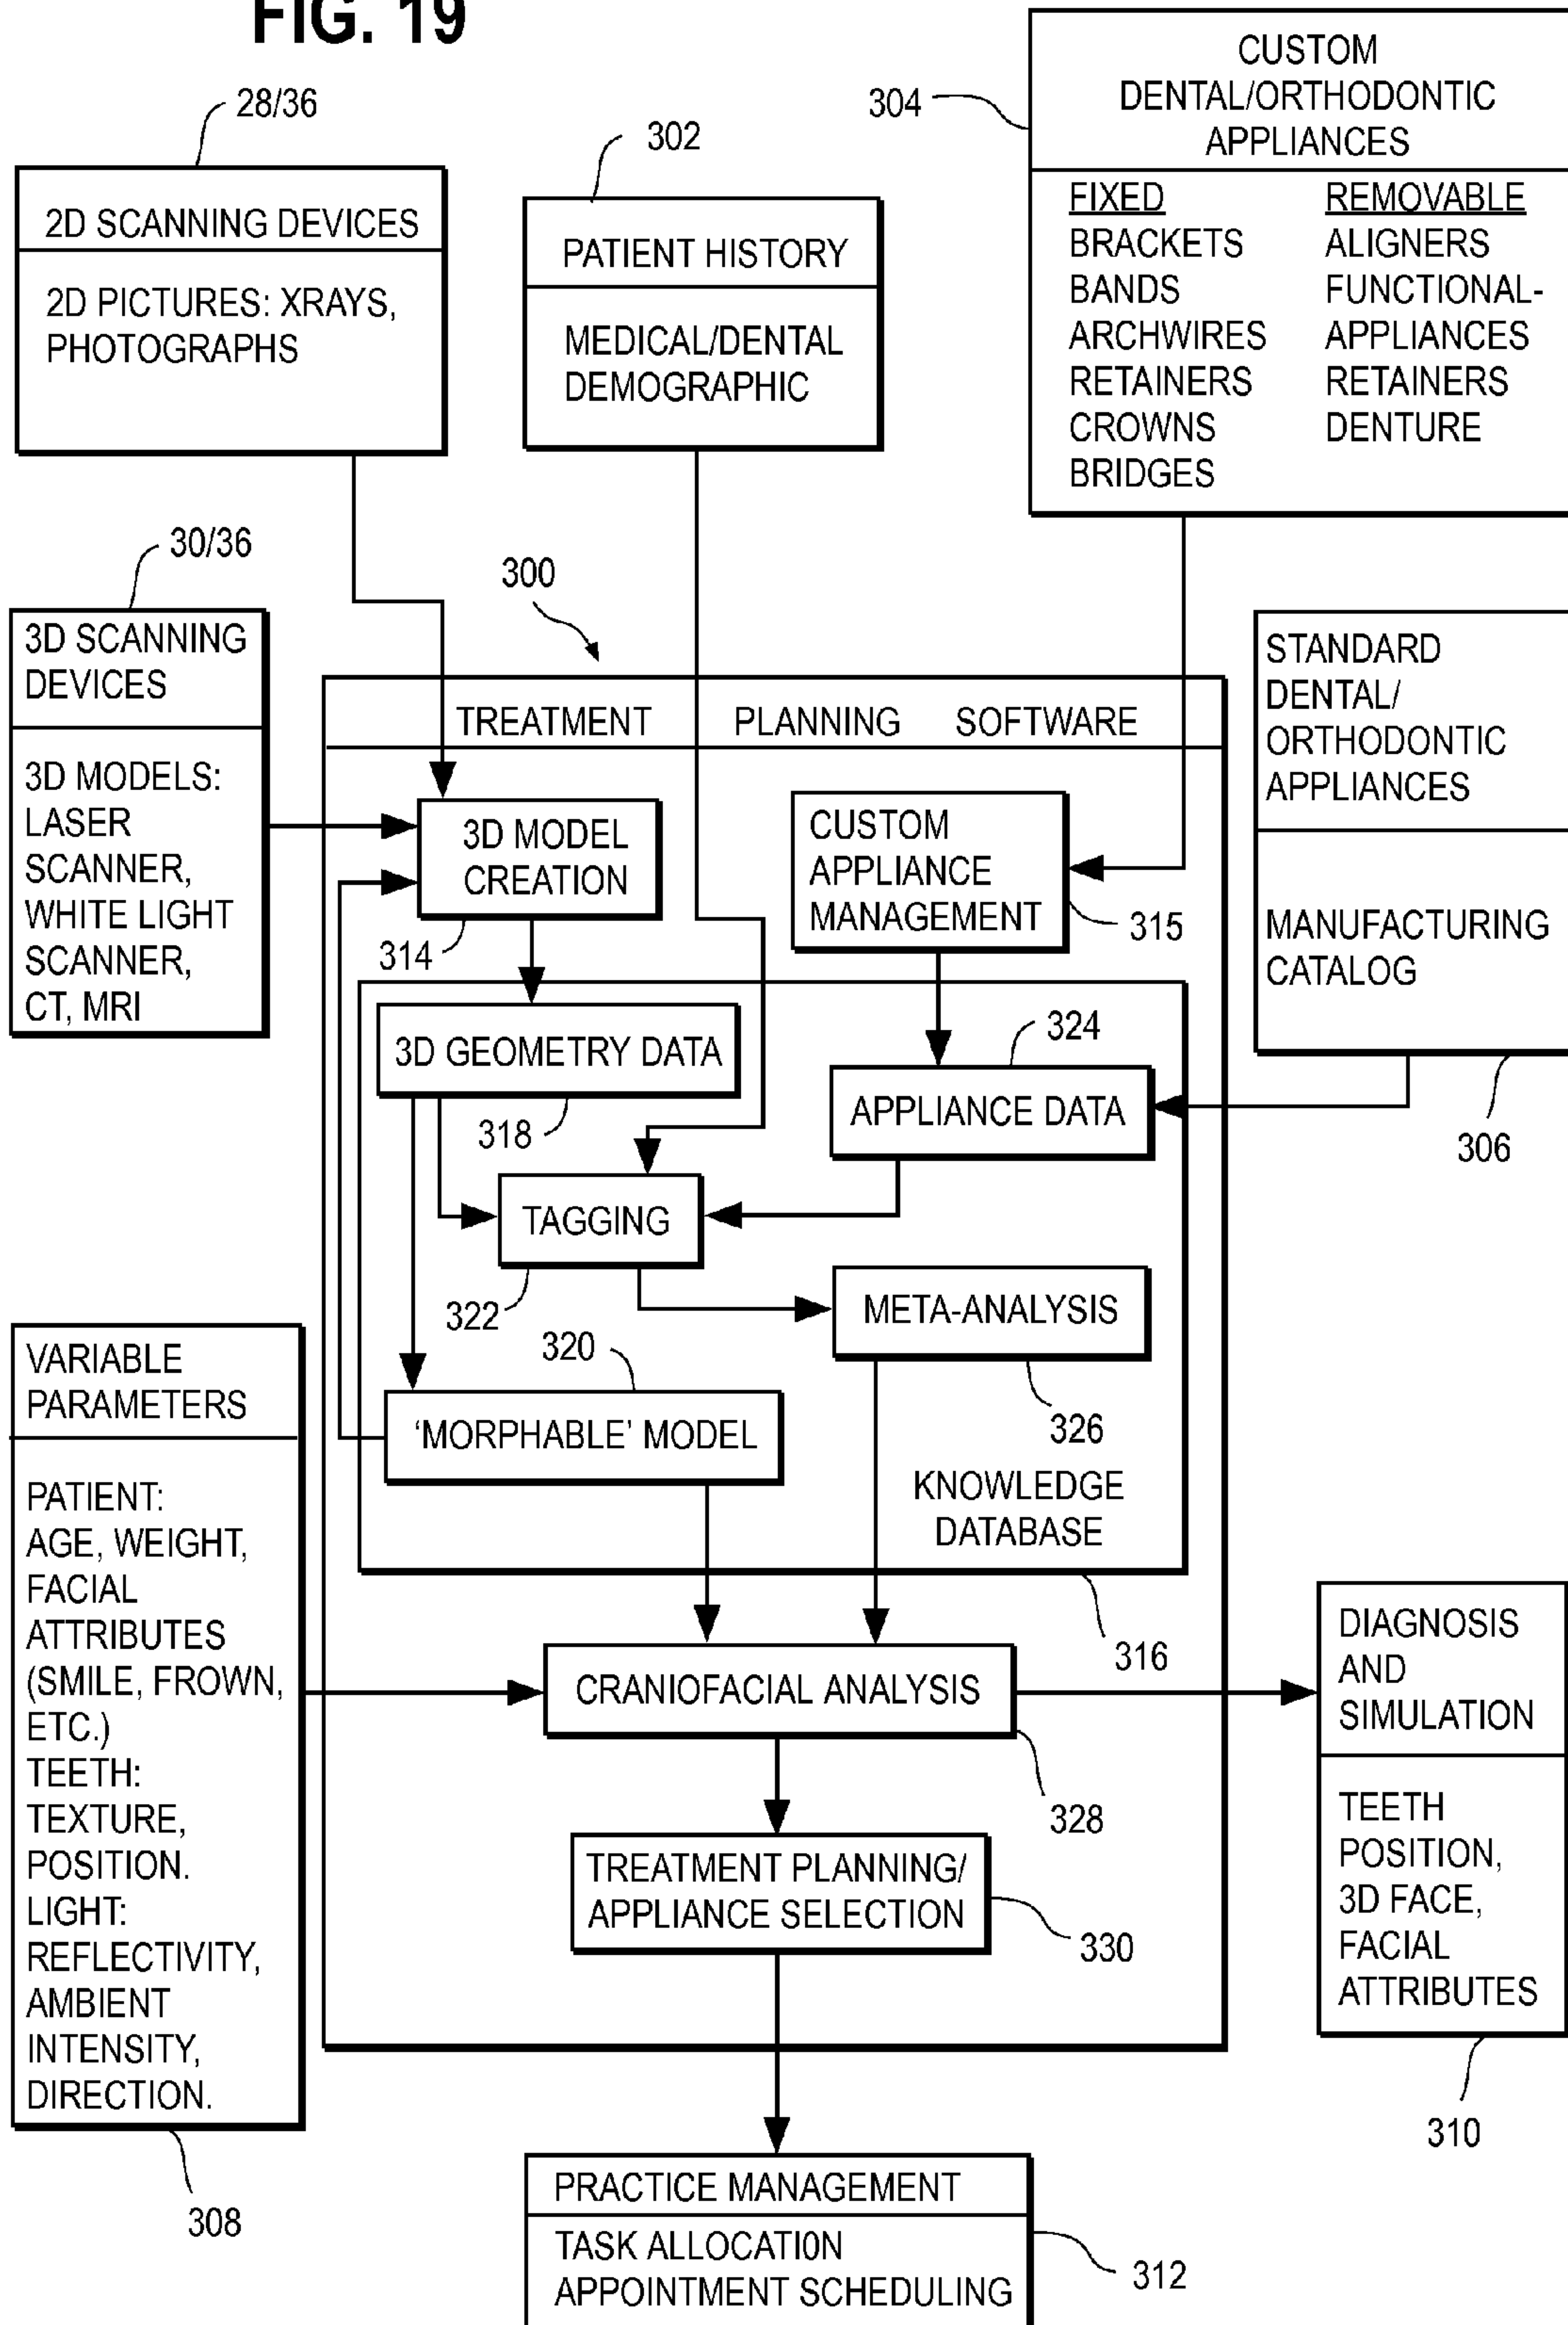 FIG. 19
28/36
2D SCANNING DEVICES
2D PICTURES: XRAYS,
PHOTOGRAPHS
302
PATIENT HISTORY
MEDICAL/DENTAL
DEMOGRAPHIC
304
CUSTOM
DENTAL/ORTHODONTIC
APPLIANCES
FIXED
BRACKETS
BANDS
ARCHWIRES
RETAINERS
CROWNS
BRIDGES
REMOVABLE
ALIGNERS
FUNCTIONAL-
APPLIANCES
RETAINERS
DENTURE
30/36
3D SCANNING
DEVICES
3D MODELS:
LASER
SCANNER,
WHITE LIGHT
SCANNER,
CT, MRI
300
TREATMENT PLANNING SOFTWARE
3D MODEL
CREATION
314
CUSTOM
APPLIANCE
MANAGEMENT
315
STANDARD
DENTAL/
ORTHODONTIC
APPLIANCES
MANUFACTURING
CATALOG
306
3D GEOMETRY DATA
318
324
APPLIANCE DATA
TAGGING
322
META-ANALYSIS
326
320
'MORPHABLE' MODEL
KNOWLEDGE
DATABASE
316
VARIABLE
PARAMETERS
PATIENT:
AGE, WEIGHT,
FACIAL
ATTRIBUTES
(SMILE, FROWN,
ETC.)
TEETH:
TEXTURE,
POSITION.
LIGHT:
REFLECTIVITY,
AMBIENT
INTENSITY,
DIRECTION.
308
CRANIOFACIAL ANALYSIS
328
TREATMENT PLANNING/
APPLIANCE SELECTION
330
DIAGNOSIS
AND
SIMULATION
TEETH
POSITION,
3D FACE,
FACIAL
ATTRIBUTES
310
PRACTICE MANAGEMENT
TASK ALLOCATION
APPOINTMENT SCHEDULING
312